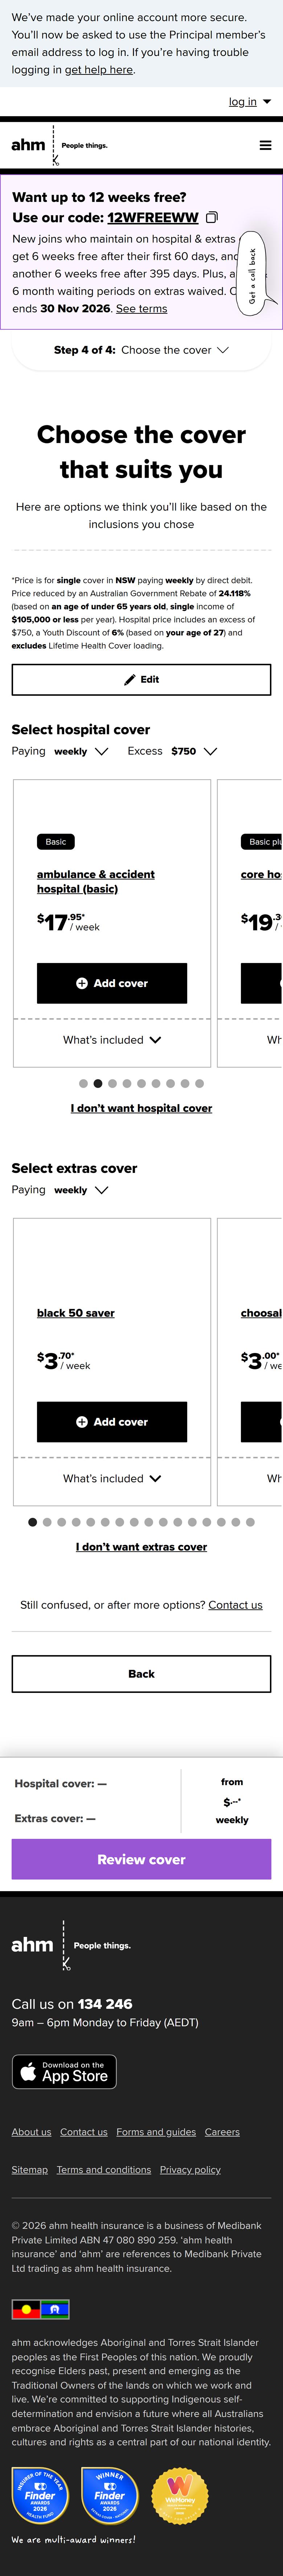 We've made your online account more secure.
You'll now be asked to use the Principal member's
email address to log in. If you're having trouble
logging in get help here.
log in
ahm People things.
Want up to 12 weeks free?
Use our code: 12WFREEWW
New joins who maintain on hospital & extras
get 6 weeks free after their first 60 days, and
another 6 weeks free after 395 days. Plus,
6 month waiting periods on extras waived.
ends 30 Nov 2026. See terms
Get a call back
Step 4 of 4: Choose the cover
Choose the cover
that suits you
Here are options we think you'll like based on the
inclusions you chose
*Price is for single cover in NSW paying weekly by direct debit.
Price reduced by an Australian Government Rebate of 24.118%
(based on an age of under 65 years old, single income of
$105,000 or less per year). Hospital price includes an excess of
$750, a Youth Discount of 6% (based on your age of 27) and
excludes Lifetime Health Cover loading.
Edit
Select hospital cover
Paying weekly Excess $750
Basic
ambulance & accident
hospital (basic)
$17.95*
/ week
Add cover
What's included
Basic
core
$19.3
/
I don't want hospital cover
Select extras cover
Paying weekly
black 50 saver
$3.70*
/ week
Add cover
What's included
$3.00*
/ we
I don't want extras cover
Still confused, or after more options? Contact us
Back
Hospital cover: —
Extras cover: —
from
$-.--*
weekly
Review cover
ahm People things.
Call us on 134 246
9am – 6pm Monday to Friday (AEDT)
Download on the
App Store
About us Contact us Forms and guides Careers
Sitemap Terms and conditions Privacy policy
© 2026 ahm health insurance is a business of Medibank
Private Limited ABN 47 080 890 259. 'ahm health
insurance' and 'ahm' are references to Medibank Private
Ltd trading as ahm health insurance.
ahm acknowledges Aboriginal and Torres Strait Islander
peoples as the First Peoples of this nation. We proudly
recognise Elders past, present and emerging as the
Traditional Owners of the lands on which we work and
live. We're committed to supporting Indigenous self-
determination and envision a future where all Australians
embrace Aboriginal and Torres Strait Islander histories,
cultures and rights as a central part of our national identity.
INSURER OF THE YEAR
Finder
AWARDS
2026
HEALTH FUND
WINNER
Finder
AWARDS
2026
WeMoney
We are multi-award winners!